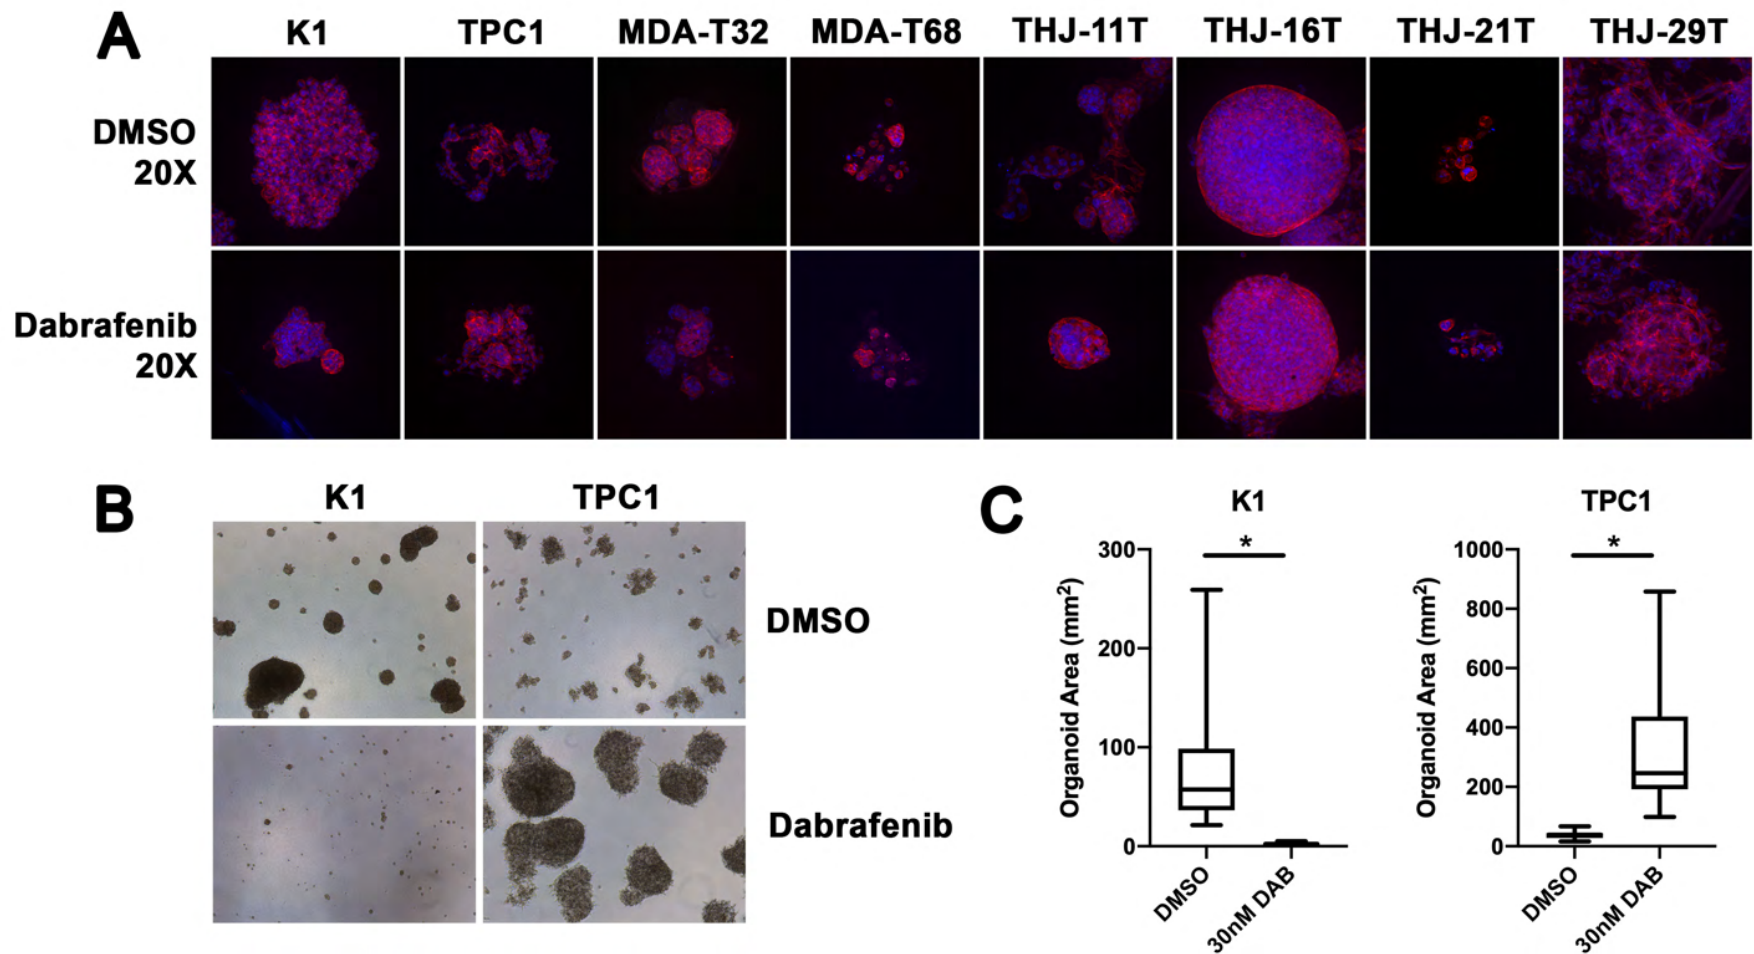 A
K1 TPC1 MDA-T32 MDA-T68 THJ-11T THJ-16T THJ-21T THJ-29T
DMSO
20X
Dabrafenib
20X
B
K1 TPC1
DMSO
Dabrafenib
C
K1
Organoid Area (mm²)
300
200
100
0
*
DMSO
30nM DAB
TPC1
Organoid Area (mm²)
1000
800
600
400
200
0
*
DMSO
30nM DAB